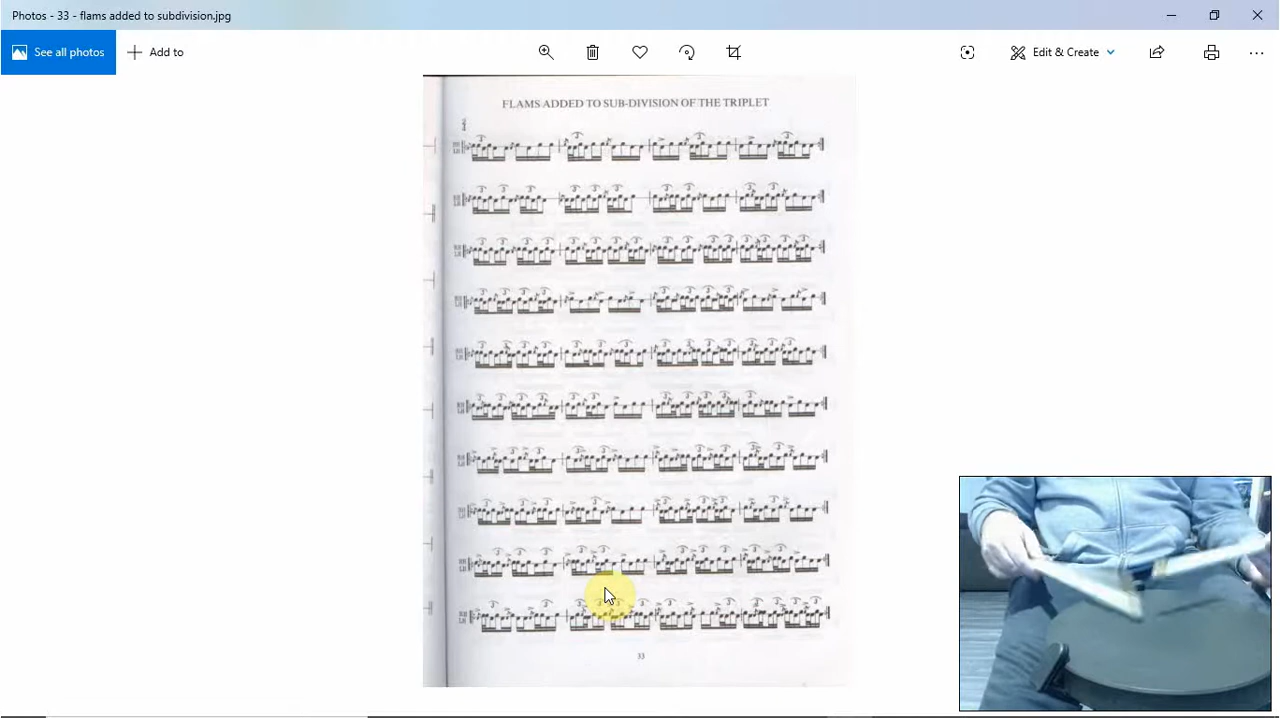 Photos - 33 - flams added to subdivision.jpg
See all photos
Add to
Edit & Create
FLAMS ADDED TO SUB-DIVISION OF THE TRIPLET
33